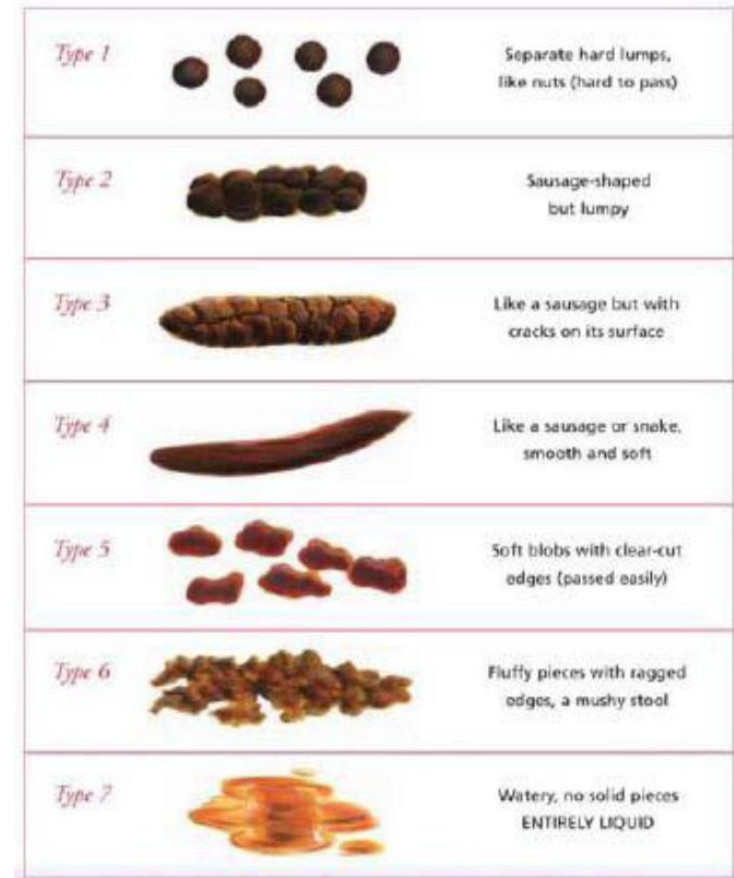 Type 1
Separate hard lumps,
like nuts (hard to pass)
Type 2
Sausage-shaped
but lumpy
Type 3
Like a sausage but with
cracks on its surface
Type 4
Like a sausage or snake,
smooth and soft
Type 5
Soft blobs with clear-cut
edges (passed easily)
Type 6
Fluffy pieces with ragged
edges, a mushy stool
Type 7
Watery, no solid pieces
ENTIRELY LIQUID